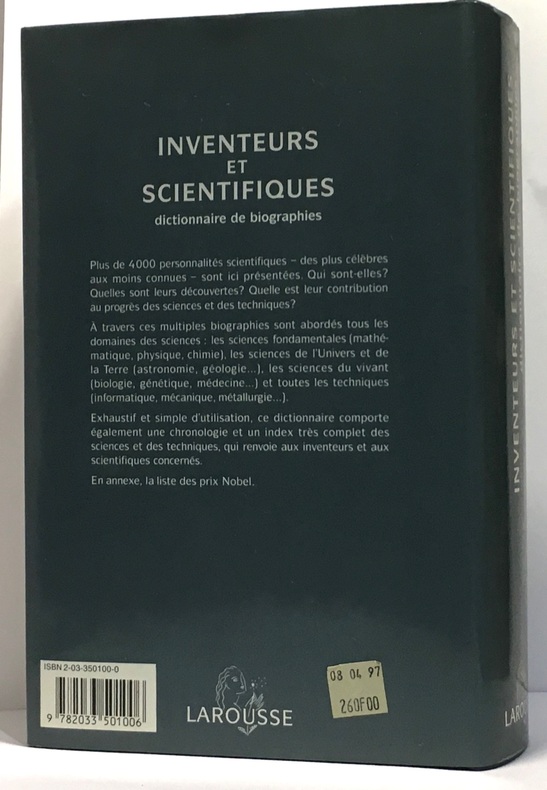 INVENTEURS
ET
SCIENTIFIQUES
dictionnaire de biographies
Plus de 4000 personnalités scientifiques – des plus célèbres
aux moins connues – sont ici présentées. Qui sont-elles?
Quelles sont leurs découvertes? Quelle est leur contribution
au progrès des sciences et des techniques?
À travers ces multiples biographies sont abordés tous les
domaines des sciences : les sciences fondamentales (mathé-
matique, physique, chimie), les sciences de l'Univers et de
la Terre (astronomie, géologie...), les sciences du vivant
(biologie, génétique, médecine...) et toutes les techniques
(informatique, mécanique, métallurgie...).
Exhaustif et simple d'utilisation, ce dictionnaire comporte
également une chronologie et un index très complet des
sciences et des techniques, qui renvoie aux inventeurs et aux
scientifiques concernés.
En annexe, la liste des prix Nobel.
ISBN 2-03-350100-0
9 782033 501006
LAROUSSE
08 04 97
260F00
INVENTEURS ET SCIENTIFIQUES
LARO